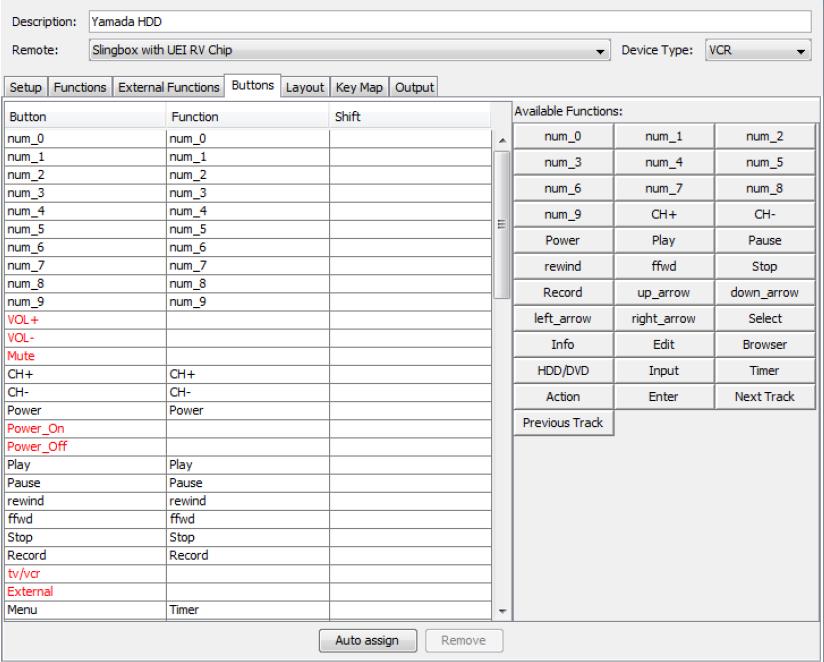 Description: Yamada HDD
Remote: Slingbox with UEI RV Chip Device Type: VCR
Setup Functions External Functions Buttons Layout Key Map Output
Button Function Shift
num_0 num_0
num_1 num_1
num_2 num_2
num_3 num_3
num_4 num_4
num_5 num_5
num_6 num_6
num_7 num_7
num_8 num_8
num_9 num_9
VOL+
VOL-
Mute
CH+ CH+
CH- CH-
Power Power
Power_On
Power_Off
Play Play
Pause Pause
rewind rewind
ffwd ffwd
Stop Stop
Record Record
tv/vcr
External
Menu Timer
Available Functions:
num_0 num_1 num_2
num_3 num_4 num_5
num_6 num_7 num_8
num_9 CH+ CH-
Power Play Pause
rewind ffwd Stop
Record up_arrow down_arrow
left_arrow right_arrow Select
Info Edit Browser
HDD/DVD Input Timer
Action Enter Next Track
Previous Track
Auto assign Remove